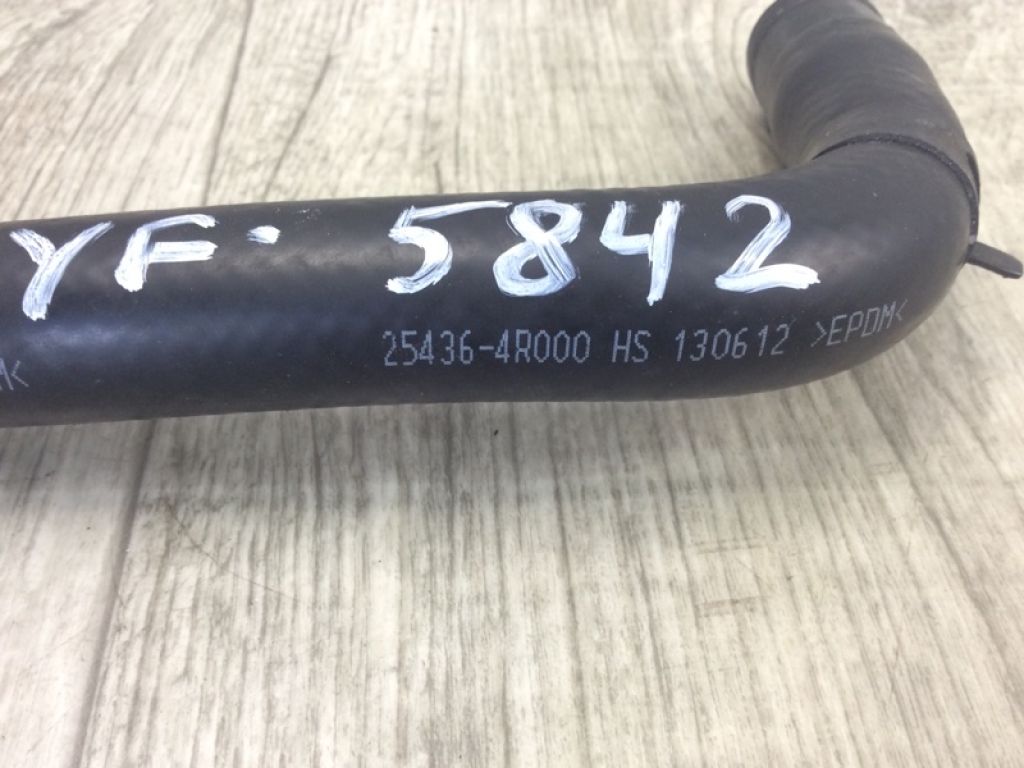 YF. 5842
25436-4R000 HS 130612 >EPDM<
M<